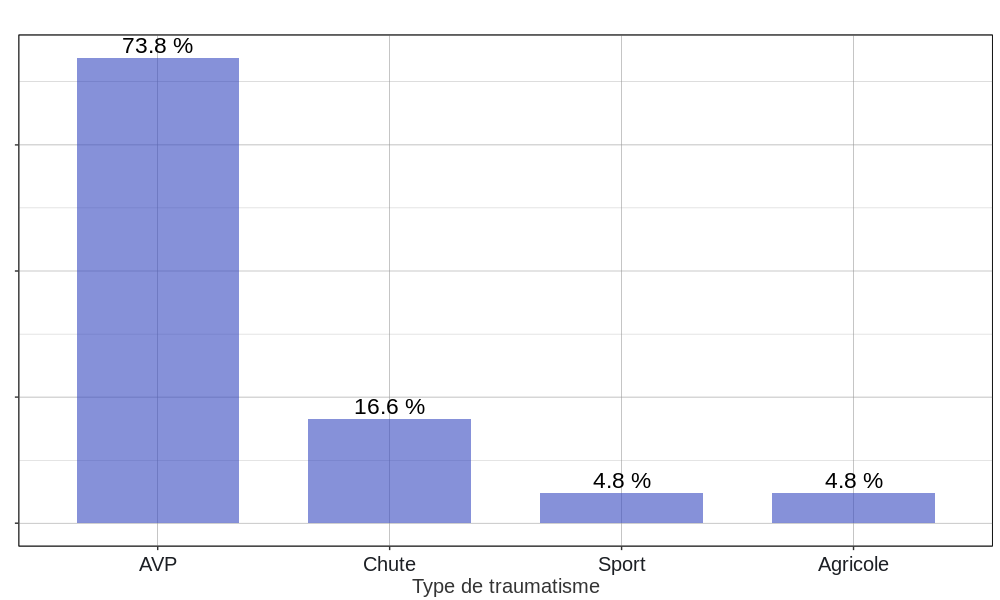 73.8 %
16.6 %
4.8 % 4.8 %
AVP Chute Sport Agricole
Type de traumatisme